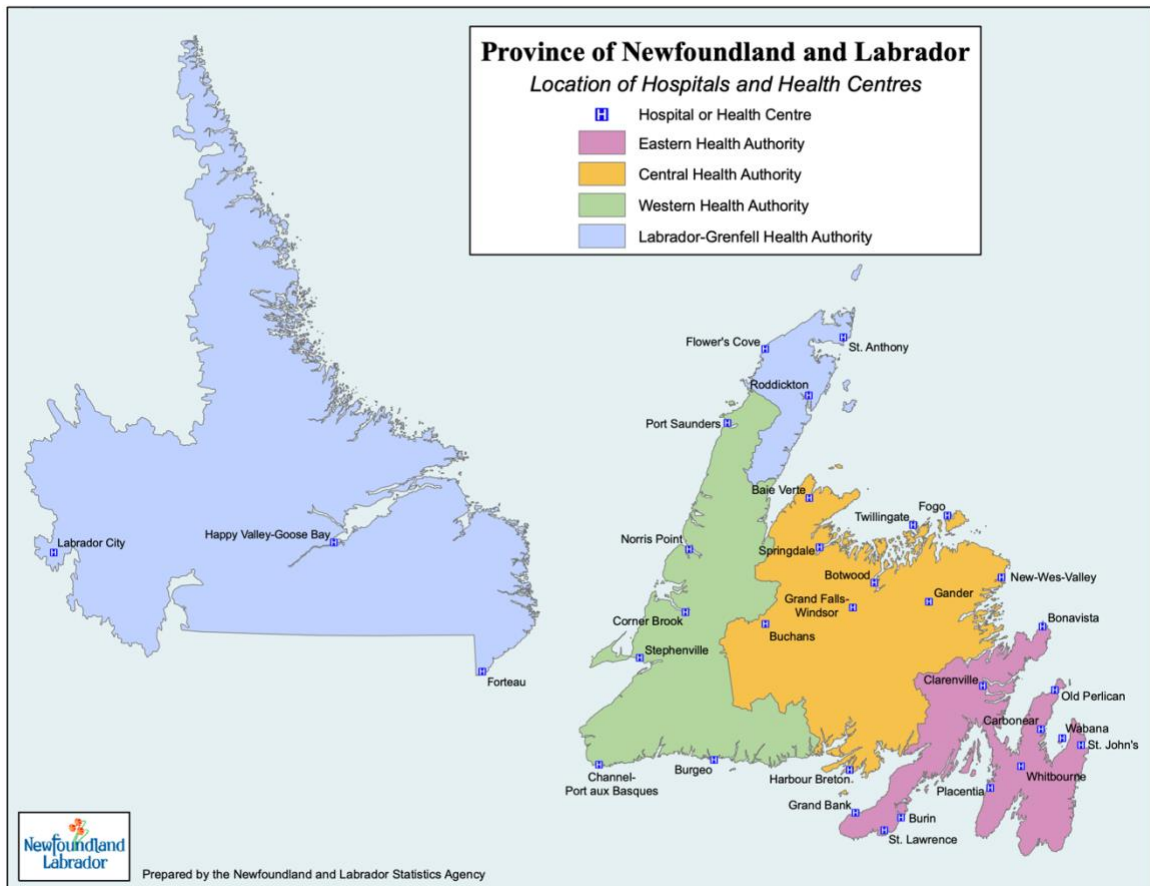 Province of Newfoundland and Labrador
Location of Hospitals and Health Centres
H Hospital or Health Centre
Eastern Health Authority
Central Health Authority
Western Health Authority
Labrador-Grenfell Health Authority
Flower's Cove
St. Anthony
Roddickton
Port Saunders
Baie Verte
Fogo
Twillingate
Labrador City
Happy Valley-Goose Bay
Norris Point
Springdale
Botwood
New-Wes-Valley
Grand Falls-
Windsor
Gander
Corner Brook
Buchans
Bonavista
Stephenville
Forteau
Clarenville
Old Perlican
Carbonear
Wabana
St. John's
Channel-
Port aux Basques
Burgeo
Harbour Breton
Whitbourne
Placentia
Grand Bank
Burin
St. Lawrence
Newfoundland
Labrador
Prepared by the Newfoundland and Labrador Statistics Agency